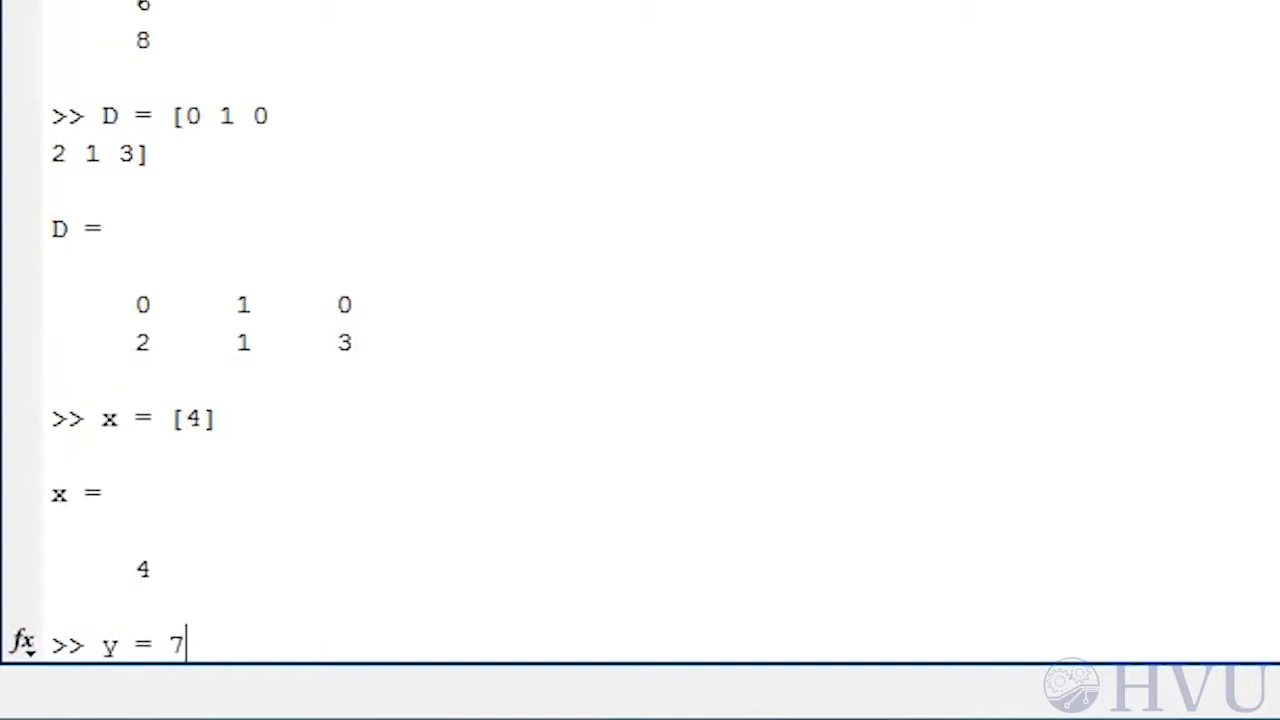 6
8
>> D = [0 1 0
2 1 3]
D =
0 1 0
2 1 3
>> x = [4]
x =
4
fx >> y = 7
HVU